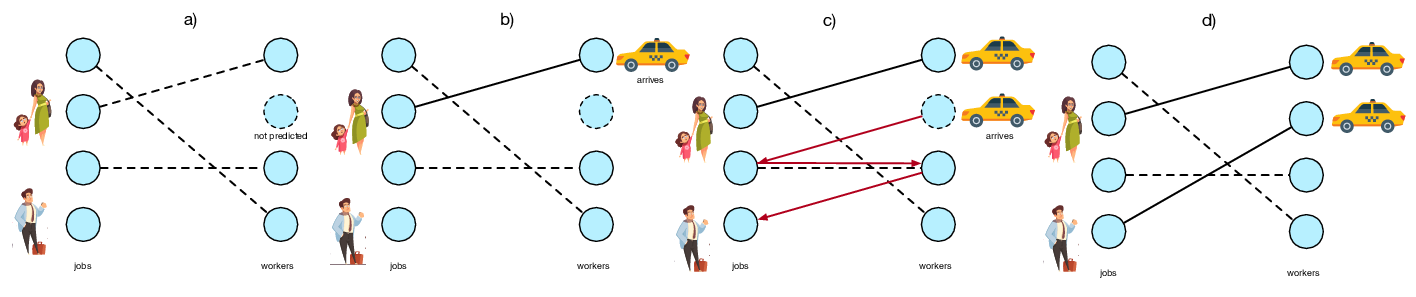 a)
not predicted
jobs
workers
b)
arrives
jobs
workers
c)
arrives
jobs
workers
d)
jobs
workers